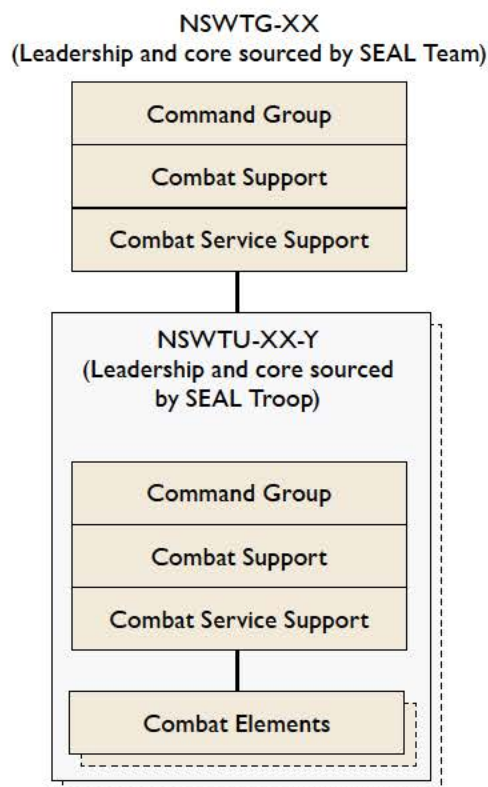 NSWTG-XX
(Leadership and core sourced by SEAL Team)
Command Group
Combat Support
Combat Service Support
NSWTU-XX-Y
(Leadership and core sourced
by SEAL Troop)
Command Group
Combat Support
Combat Service Support
Combat Elements